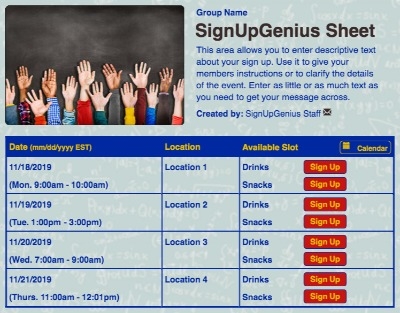 Group Name
SignUpGenius Sheet
This area allows you to enter descriptive text
about your sign up. Use it to give your
members instructions or to clarify the details
of the event. Enter as little or as much text as
you need to get your message across.
Created by: SignUpGenius Staff
Date (mm/dd/yyyy EST) Location Available Slot Calendar
11/18/2019 Location 1 Drinks Sign Up
(Mon. 9:00am - 10:00am) Snacks Sign Up
11/19/2019 Location 2 Drinks Sign Up
(Tue. 1:00pm - 3:00pm) Snacks Sign Up
11/20/2019 Location 3 Drinks Sign Up
(Wed. 7:00am - 9:00am) Snacks Sign Up
11/21/2019 Location 4 Drinks Sign Up
(Thurs. 11:00am - 12:01pm) Snacks Sign Up